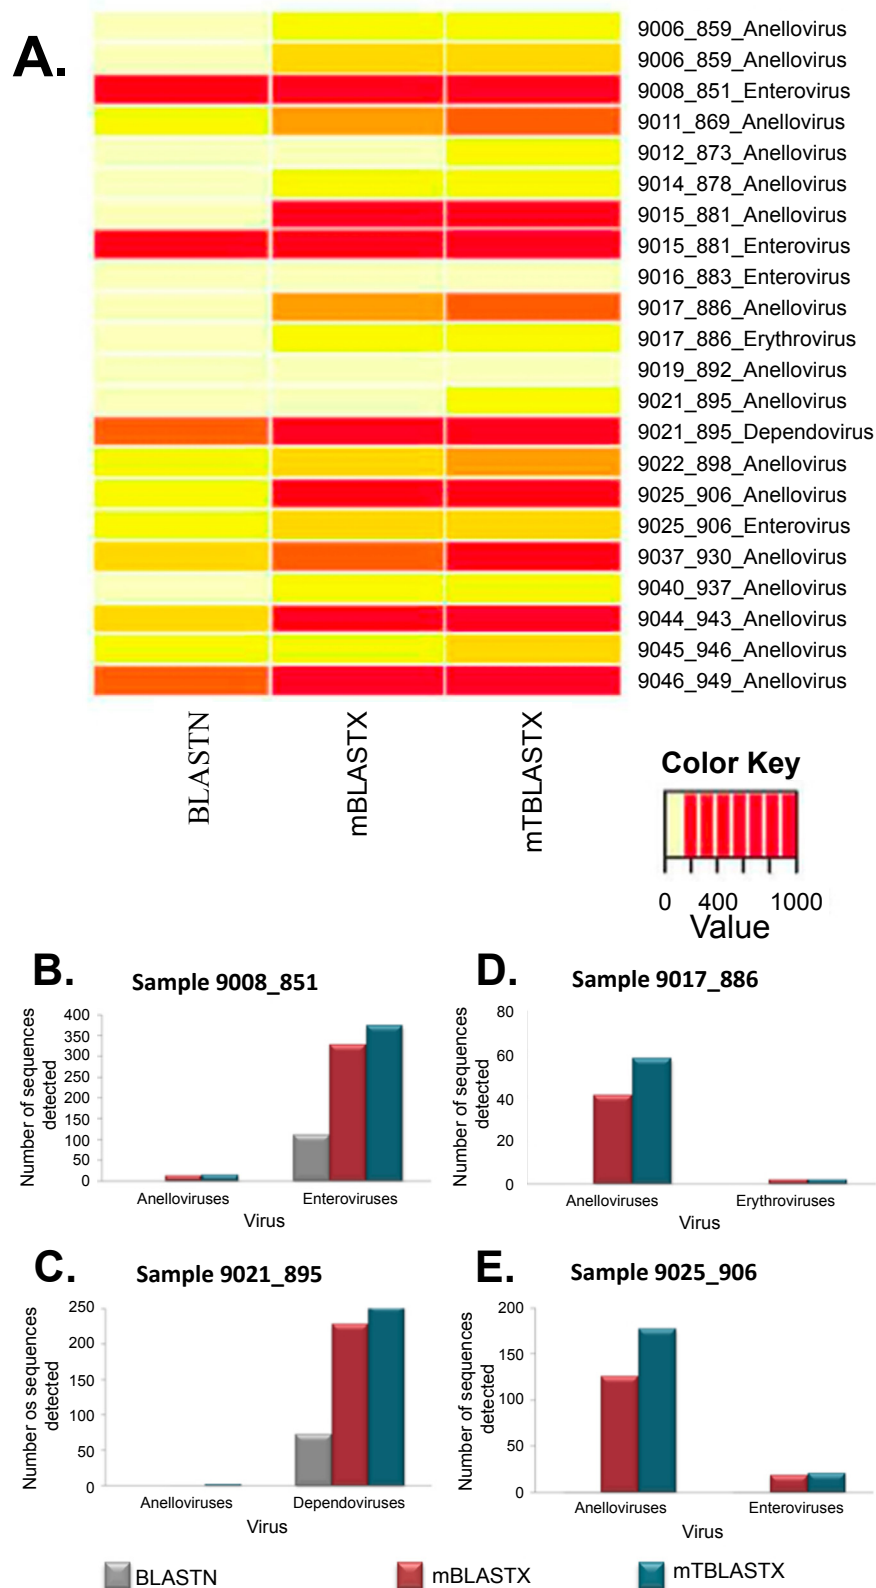 A.
9006_859_Anellovirus
9006_859_Anellovirus
9008_851_Enterovirus
9011_869_Anellovirus
9012_873_Anellovirus
9014_878_Anellovirus
9015_881_Anellovirus
9015_881_Enterovirus
9016_883_Enterovirus
9017_886_Anellovirus
9017_886_Erythrovirus
9019_892_Anellovirus
9021_895_Anellovirus
9021_895_Dependovirus
9022_898_Anellovirus
9025_906_Anellovirus
9025_906_Enterovirus
9037_930_Anellovirus
9040_937_Anellovirus
9044_943_Anellovirus
9045_946_Anellovirus
9046_949_Anellovirus
BLASTN
mBLASTX
mTBLASTX
Color Key
0 400 1000
Value
B.
Sample 9008_851
Number of sequences
detected
400
350
300
250
200
150
100
50
0
Anelloviruses Enteroviruses
Virus
D.
Sample 9017_886
Number of sequences
detected
80
60
40
20
0
Anelloviruses Erythroviruses
Virus
C.
Sample 9021_895
Number os sequences
detected
250
200
150
100
50
0
Anelloviruses Dependoviruses
Virus
E.
Sample 9025_906
Number of sequences
detected
200
150
100
50
0
Anelloviruses Enteroviruses
Virus
BLASTN mBLASTX mTBLASTX